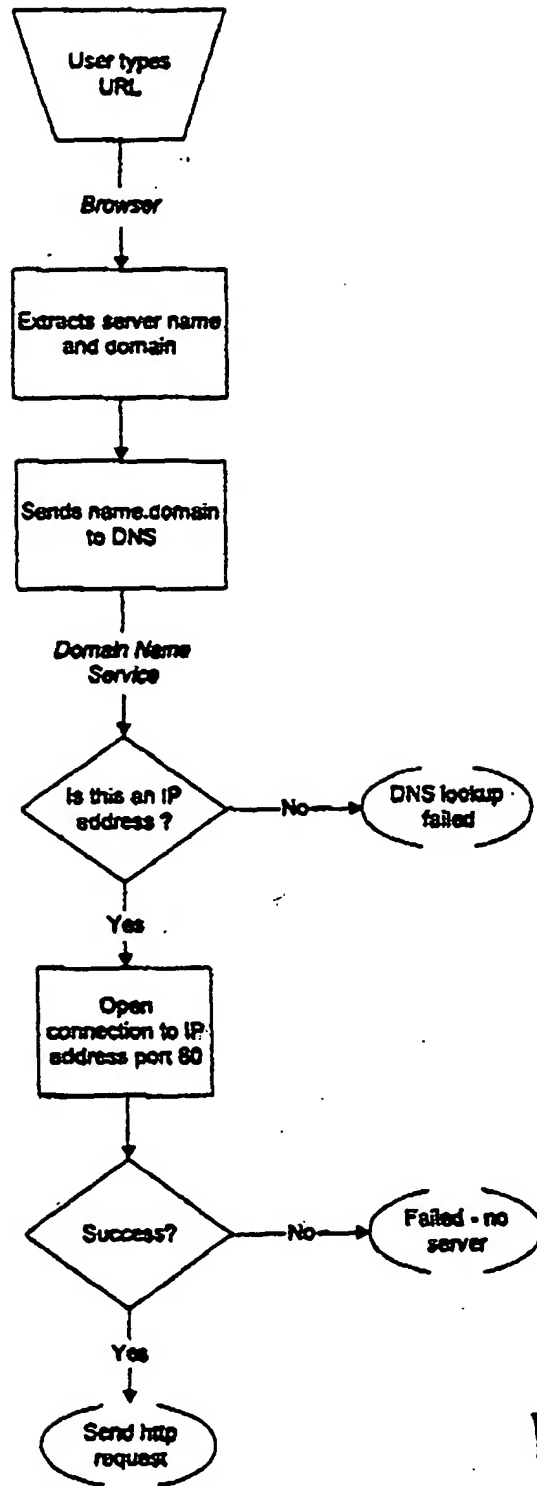 User types
URL
Browser
Extracts server name
and domain
Sends name.domain
to DNS
Domain Name
Service
Is this an IP
address ?
No
DNS lookup
failed
Yes
Open
connection to IP
address port 80
Success?
No
Failed - no
server
Yes
Send http
request